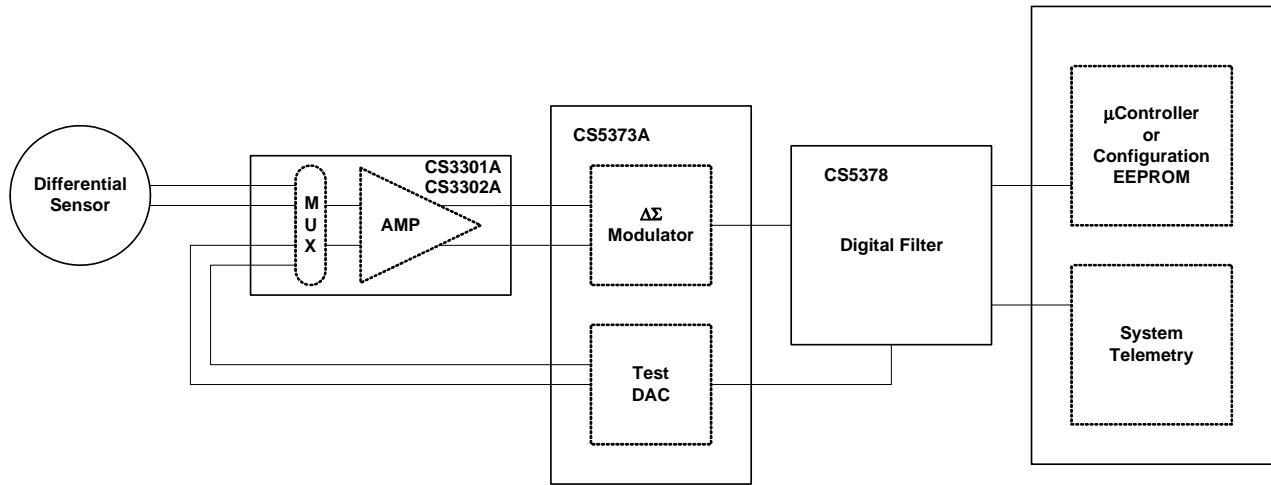 Differential
Sensor
M
U
X
AMP
CS3301A
CS3302A
CS5373A
ΔΣ
Modulator
Test
DAC
CS5378
Digital Filter
µController
or
Configuration
EEPROM
System
Telemetry